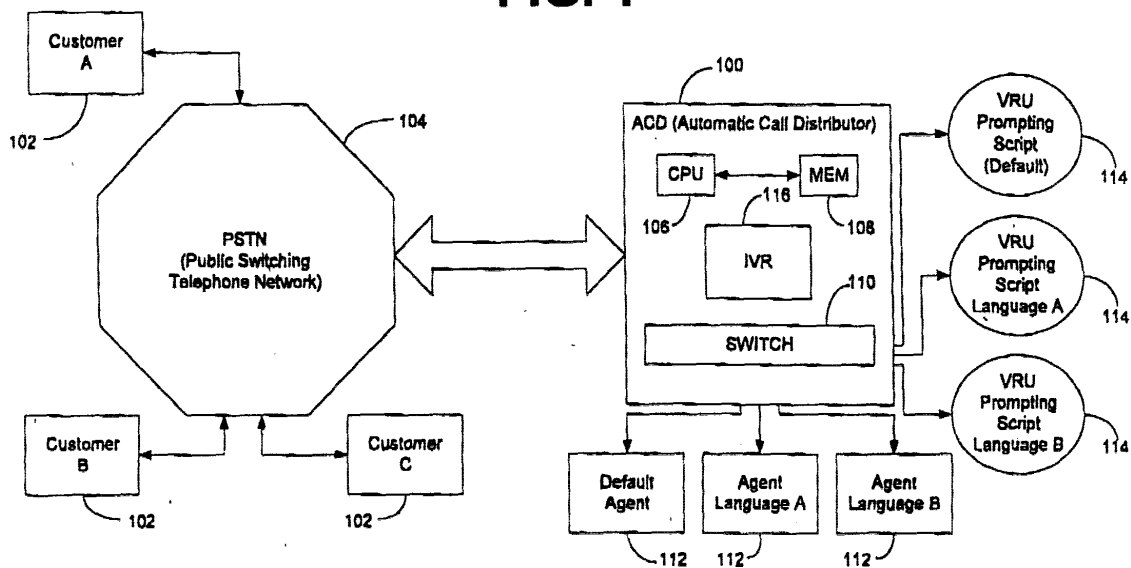 Customer
A
102
104
PSTN
(Public Switching
Telephone Network)
Customer
B
102
Customer
C
102
100
ACD (Automatic Call Distributor)
CPU
MEM
106
116
108
IVR
110
SWITCH
VRU
Prompting
Script
(Default)
114
VRU
Prompting
Script
Language A
114
VRU
Prompting
Script
Language B
114
Default
Agent
112
Agent
Language A
112
Agent
Language B
112